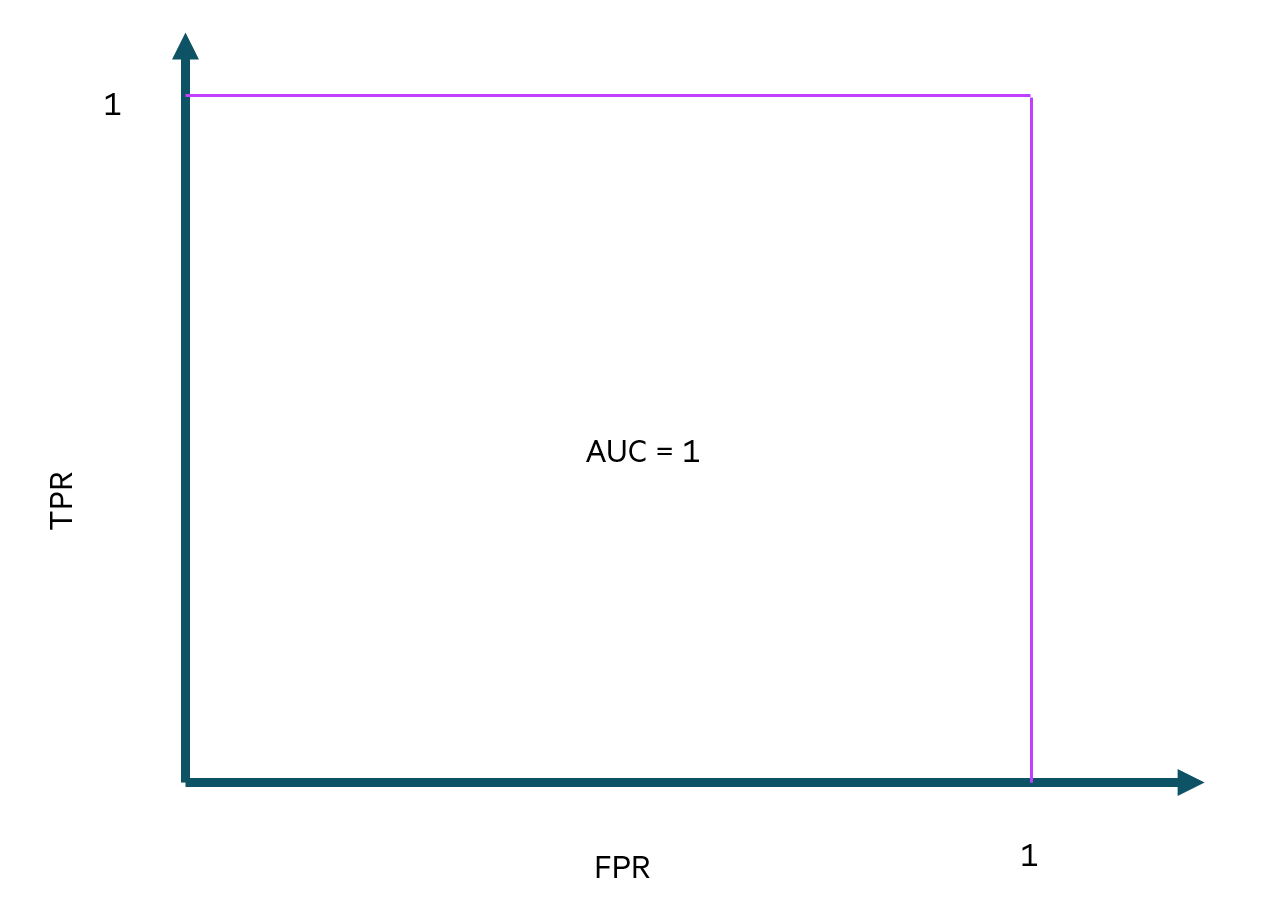 1
TPR
AUC = 1
FPR
1